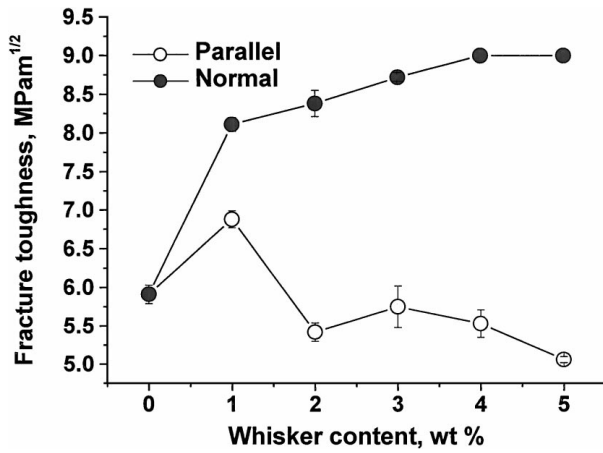 Fracture toughness, MPam1/2
9.5
9.0
8.5
8.0
7.5
7.0
6.5
6.0
5.5
5.0
Parallel
Normal
0 1 2 3 4 5
Whisker content, wt %